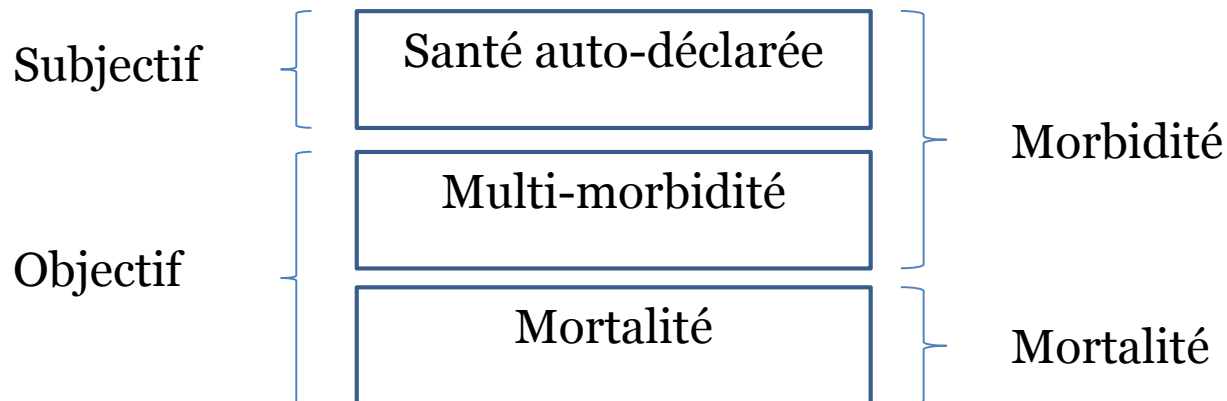 Subjectif
Santé auto-déclarée
Morbidité
Multi-morbidité
Objectif
Mortalité
Mortalité